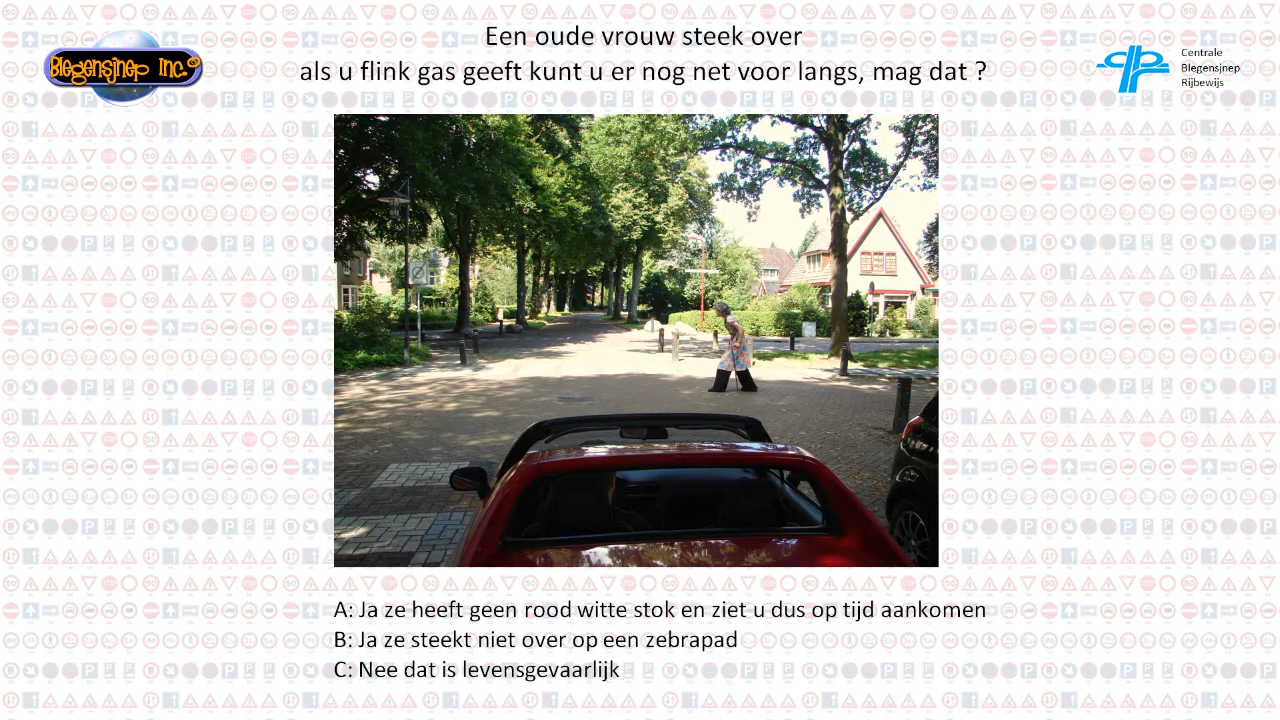 Een oude vrouw steek over
als u flink gas geeft kunt u er nog net voor langs, mag dat ?
Blegensjnep Inc.©
Centrale
Blegensjnep
Rijbewijs
A: Ja ze heeft geen rood witte stok en ziet u dus op tijd aankomen
B: Ja ze steekt niet over op een zebrapad
C: Nee dat is levensgevaarlijk